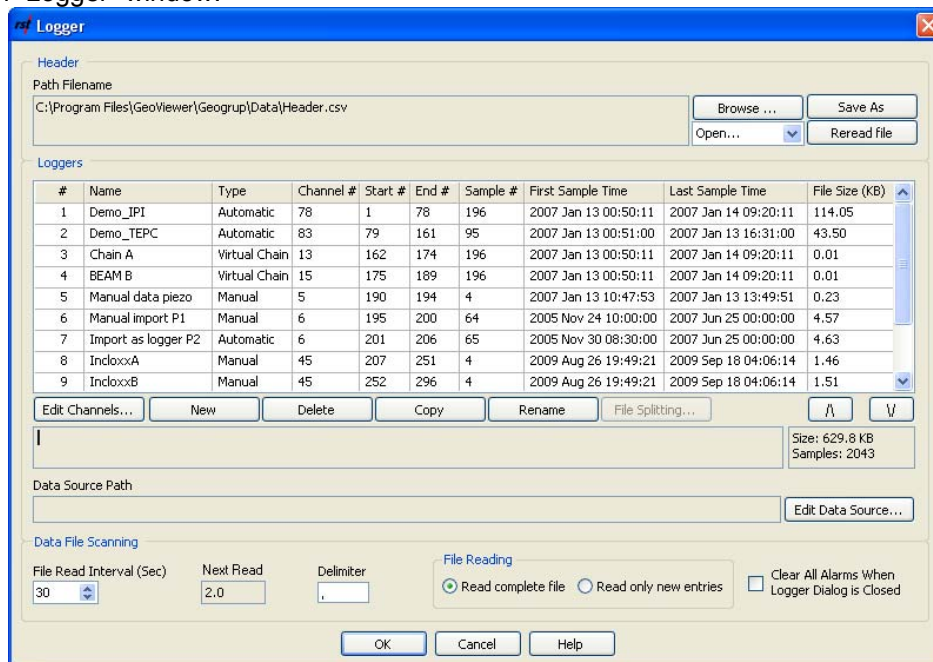 rst Logger
Header
Path Filename
C:\Program Files\GeoViewer\Geogrup\Data\Header.csv
Browse ... Save As
Open... Reread file
Loggers
# Name Type Channel # Start # End # Sample # First Sample Time Last Sample Time File Size (KB)
1 Demo_IPI Automatic 78 1 78 196 2007 Jan 13 00:50:11 2007 Jan 14 09:20:11 114.05
2 Demo_TEPC Automatic 83 79 161 95 2007 Jan 13 00:51:00 2007 Jan 13 16:31:00 43.50
3 Chain A Virtual Chain 13 162 174 196 2007 Jan 13 00:50:11 2007 Jan 14 09:20:11 0.01
4 BEAM B Virtual Chain 15 175 189 196 2007 Jan 13 00:50:11 2007 Jan 14 09:20:11 0.01
5 Manual data piezo Manual 5 190 194 4 2007 Jan 13 10:47:53 2007 Jan 13 13:49:51 0.23
6 Manual import P1 Manual 6 195 200 64 2005 Nov 24 10:00:00 2007 Jun 25 00:00:00 4.57
7 Import as logger P2 Automatic 6 201 206 65 2005 Nov 30 08:30:00 2007 Jun 25 00:00:00 4.63
8 IncloxxA Manual 45 207 251 4 2009 Aug 26 19:49:21 2009 Sep 18 04:06:14 1.46
9 IncloxxB Manual 45 252 296 4 2009 Aug 26 19:49:21 2009 Sep 18 04:06:14 1.51
Edit Channels... New Delete Copy Rename File Splitting... /\ \/
Size: 629.8 KB
Samples: 2043
Data Source Path
Edit Data Source...
Data File Scanning
File Read Interval (Sec) Next Read Delimiter
30 2.0 ,
File Reading
Read complete file Read only new entries
Clear All Alarms When
Logger Dialog is Closed
OK Cancel Help